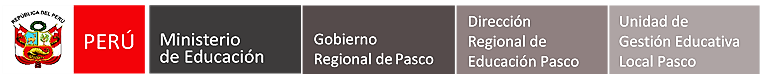 REPÚBLICA DEL PERÚ
PERÚ
Ministerio
de Educación
Gobierno
Regional de Pasco
Dirección
Regional de
Educación Pasco
Unidad de
Gestión Educativa
Local Pasco